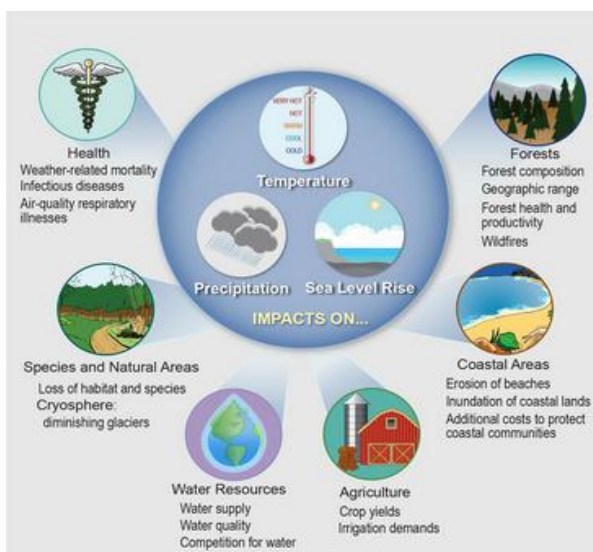 VERY HOT
HOT
WARM
COOL
COLD
Temperature
Precipitation
Sea Level Rise
IMPACTS ON...
Health
Weather-related mortality
Infectious diseases
Air-quality respiratory
illnesses
Forests
Forest composition
Geographic range
Forest health and
productivity
Wildfires
Species and Natural Areas
Loss of habitat and species
Cryosphere:
diminishing glaciers
Coastal Areas
Erosion of beaches
Inundation of coastal lands
Additional costs to protect
coastal communities
Water Resources
Water supply
Water quality
Competition for water
Agriculture
Crop yields
Irrigation demands